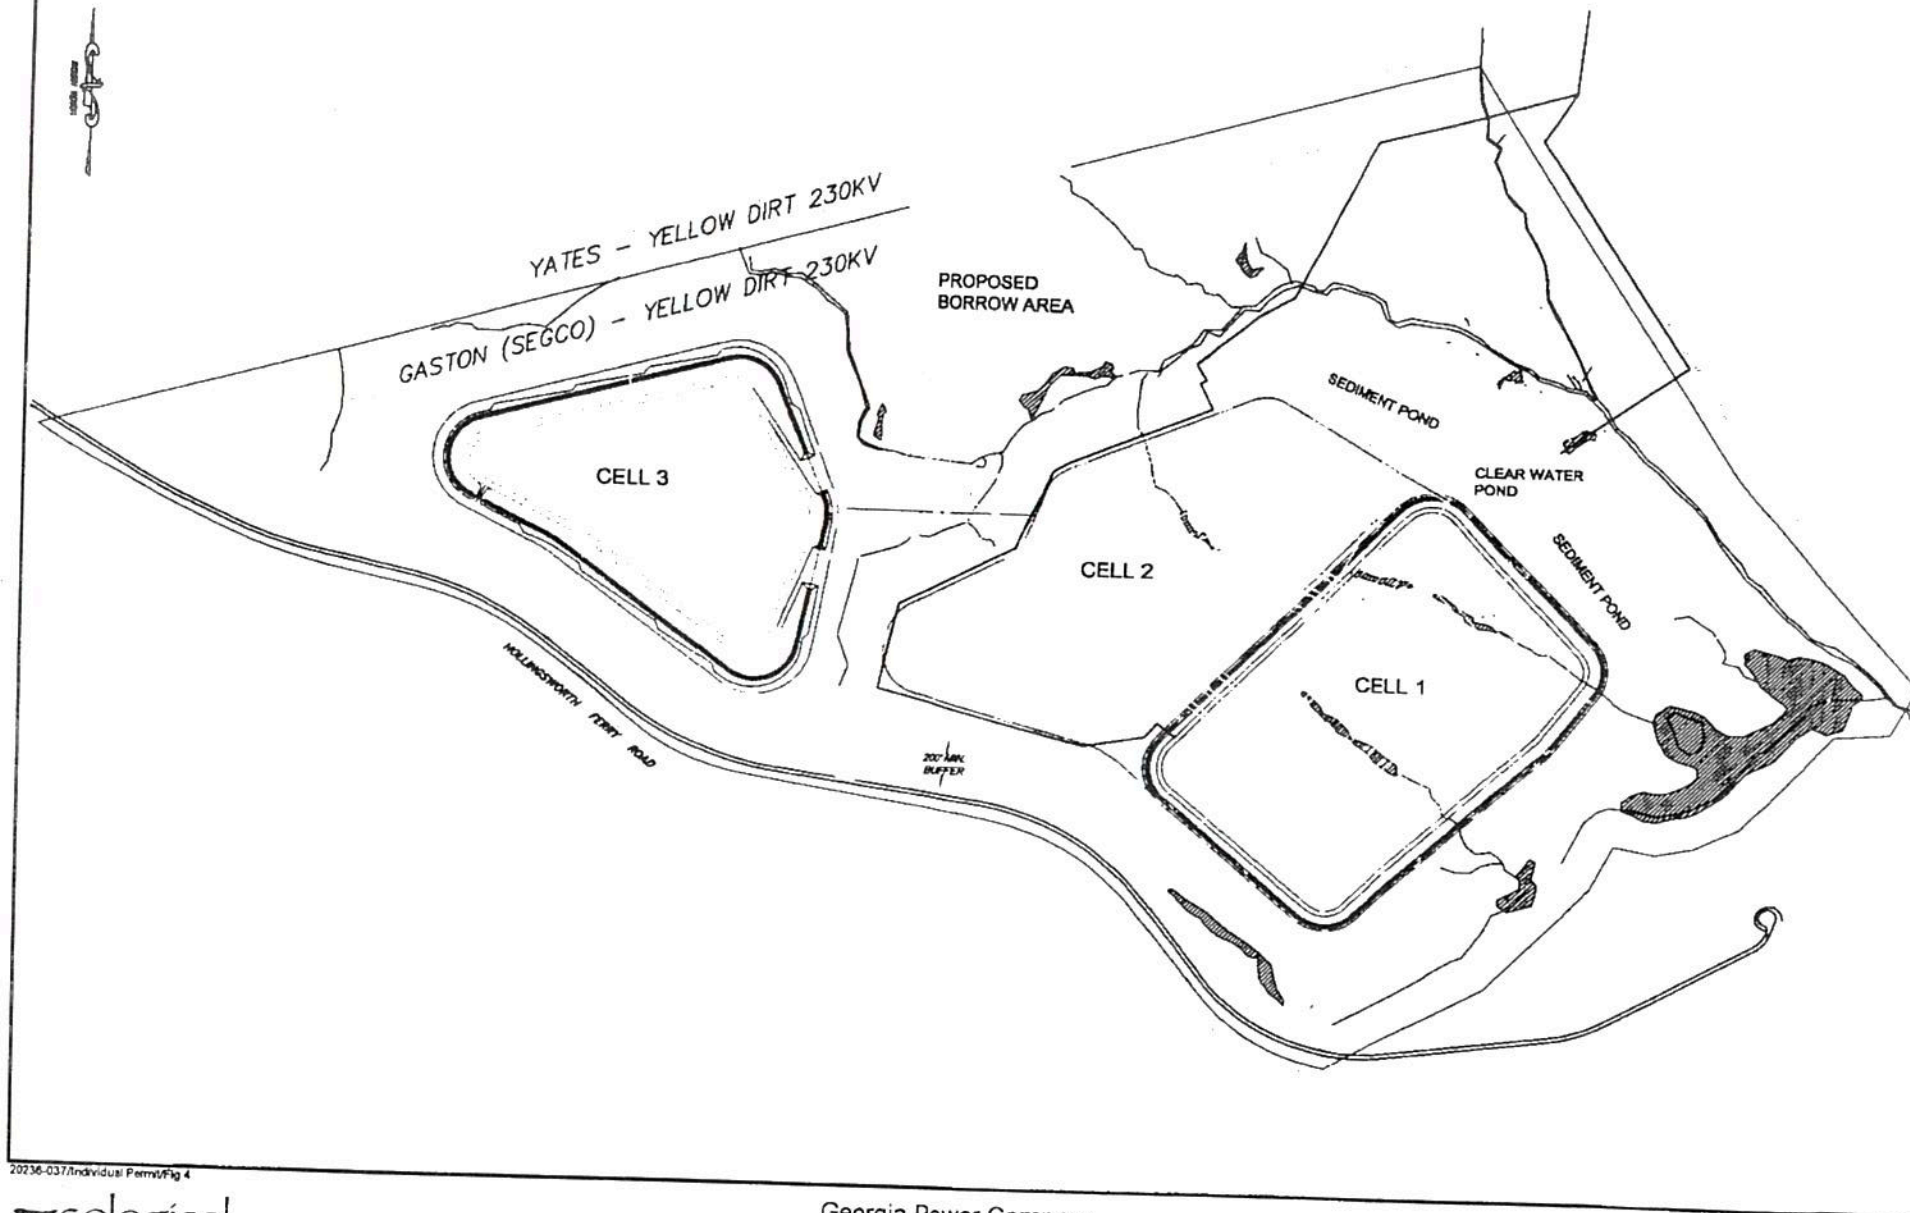 YATES - YELLOW DIRT 230KV
GASTON (SEGCO) - YELLOW DIRT 230KV
PROPOSED
BORROW AREA
SEDIMENT POND
CELL 3
CLEAR WATER
POND
CELL 2
SEDIMENT POND
CELL 1
HOLLINGSWORTH FERRY ROAD
200' MIN.
BUFFER
20236-037/Individual Permit/Fig 4
Georgia Power